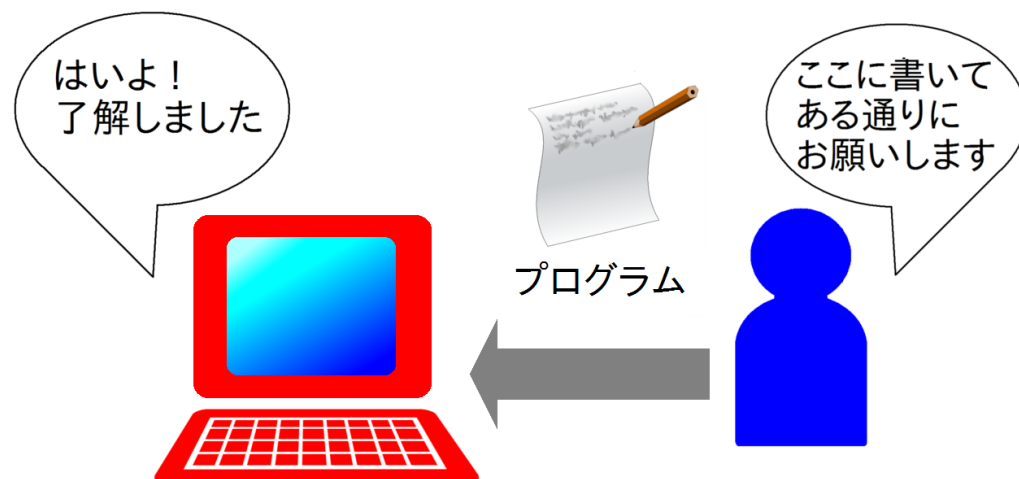 はいよ！
了解しました
ここに書いて
ある通りに
お願いします
プログラム